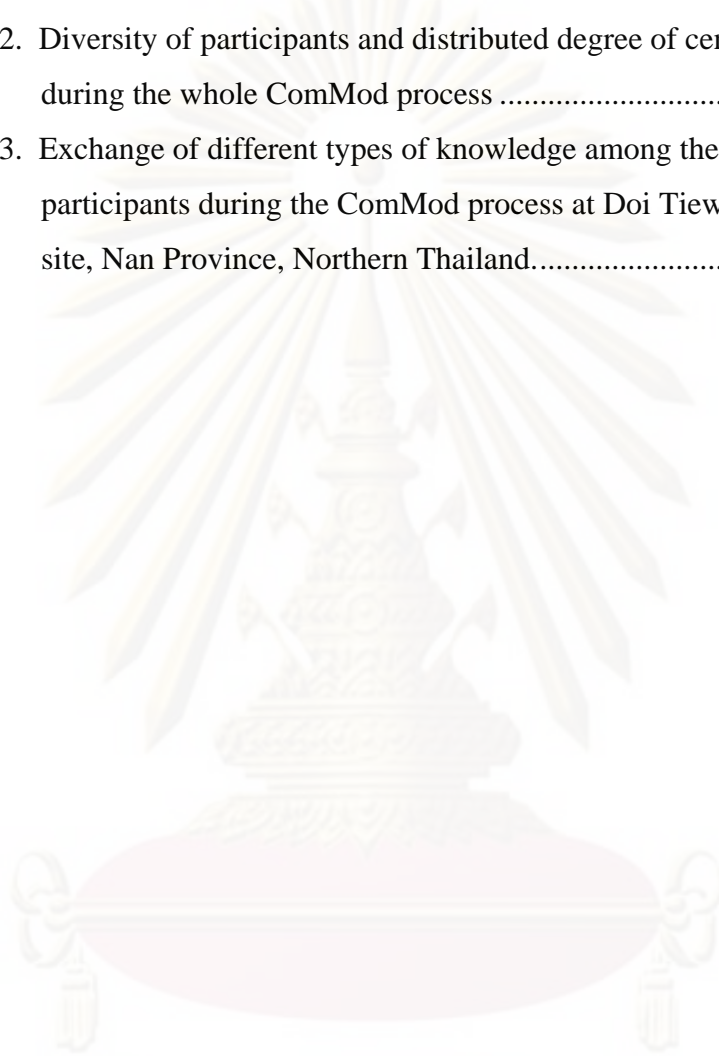 2. Diversity of participants and distributed degree of
during the whole ComMod process ...........................
3. Exchange of different types of knowledge among the
participants during the ComMod process at Doi Tiew
site, Nan Province, Northern Thailand.......................